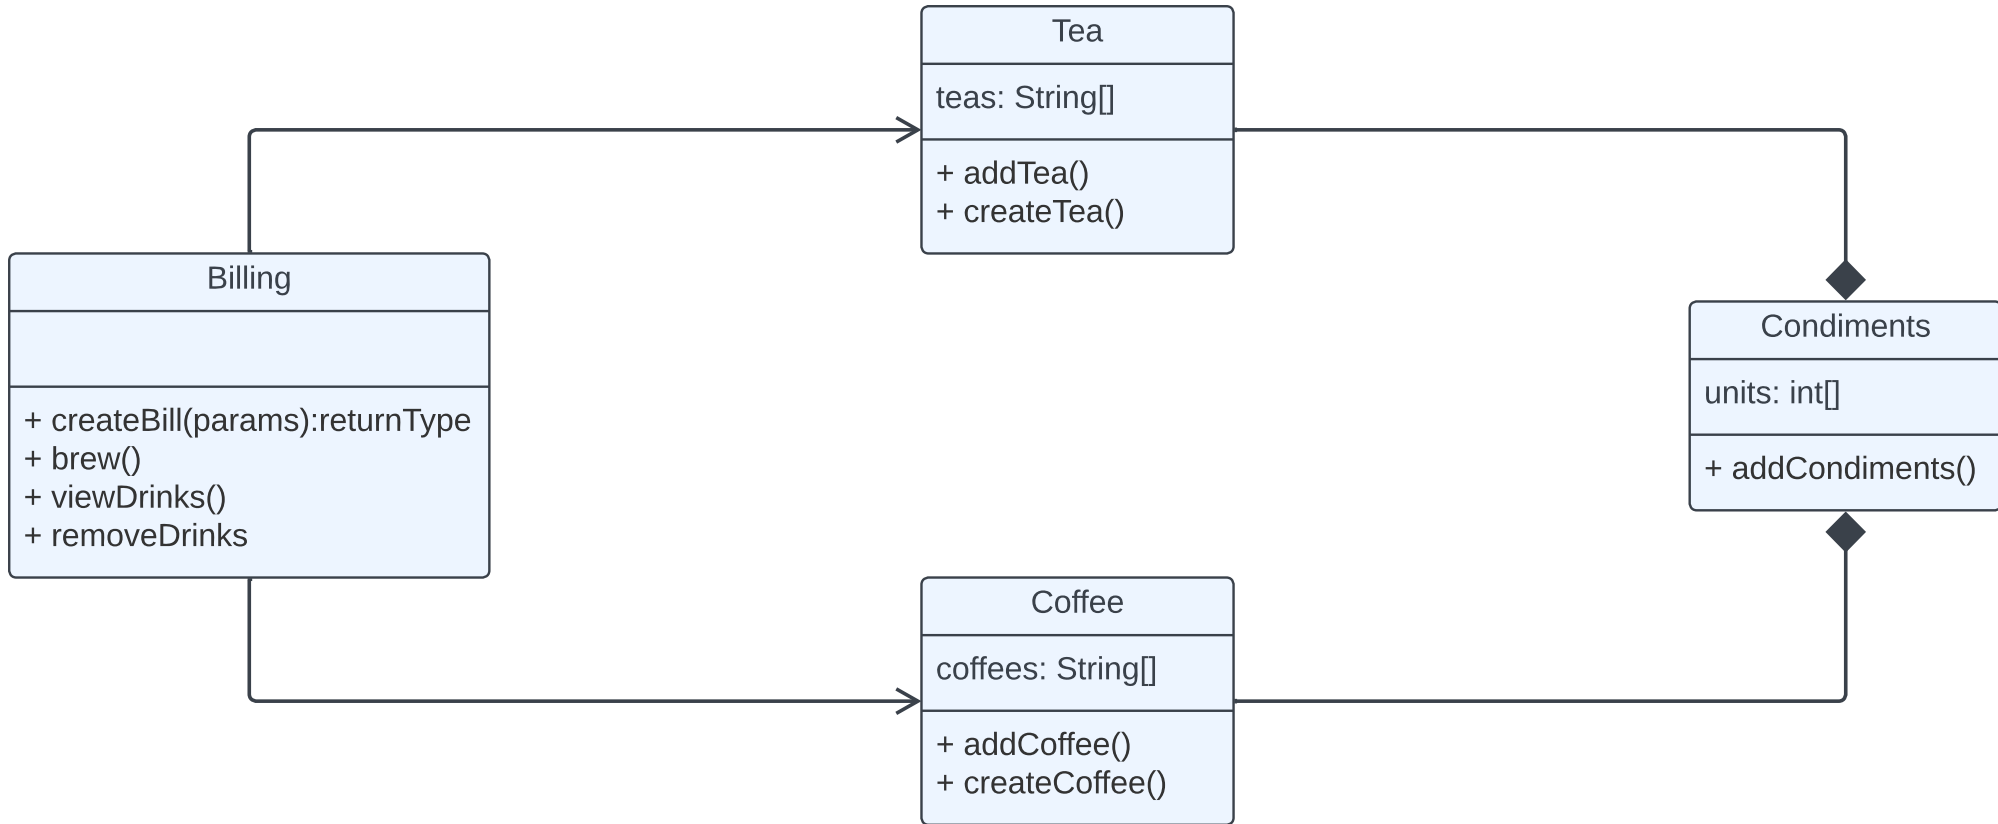 Tea
teas: String[]
+ addTea()
+ createTea()
Billing
+ createBill(params):returnType
+ brew()
+ viewDrinks()
+ removeDrinks
Condiments
units: int[]
+ addCondiments()
Coffee
coffees: String[]
+ addCoffee()
+ createCoffee()